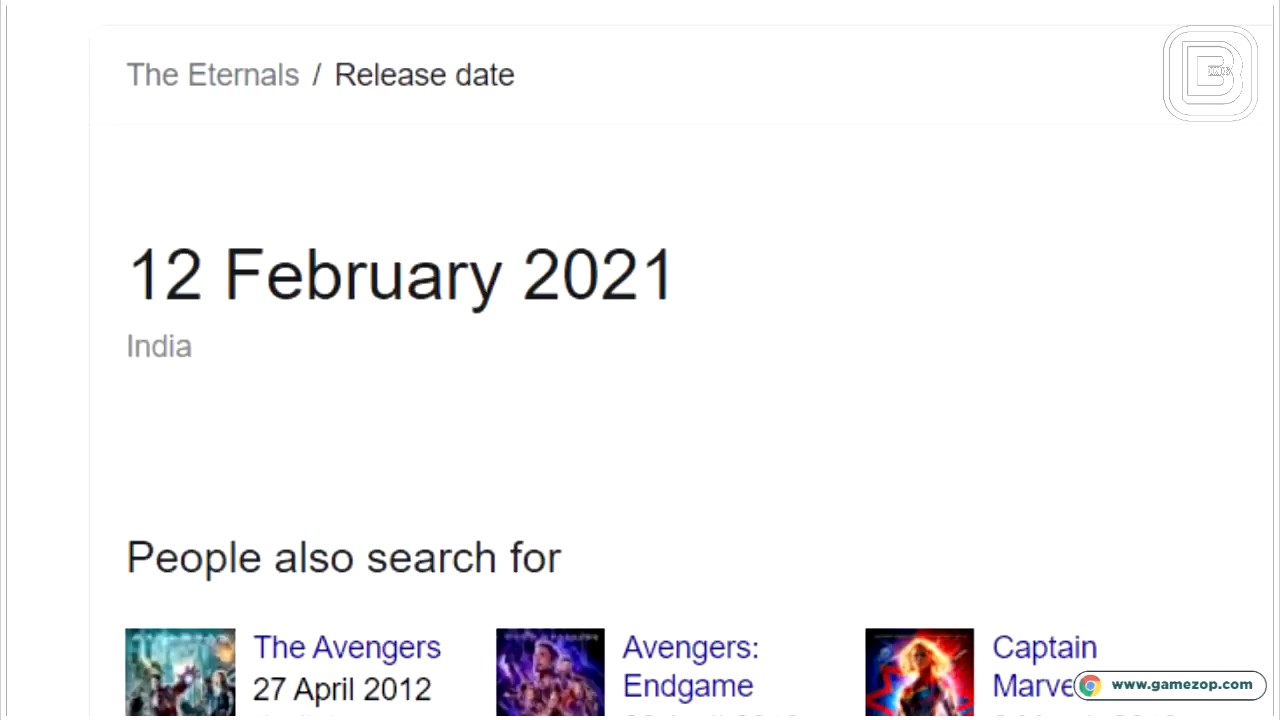 The Eternals / Release date
12 February 2021
India
People also search for
The Avengers
27 April 2012
Avengers:
Endgame
Captain
Marve
www.gamezop.com